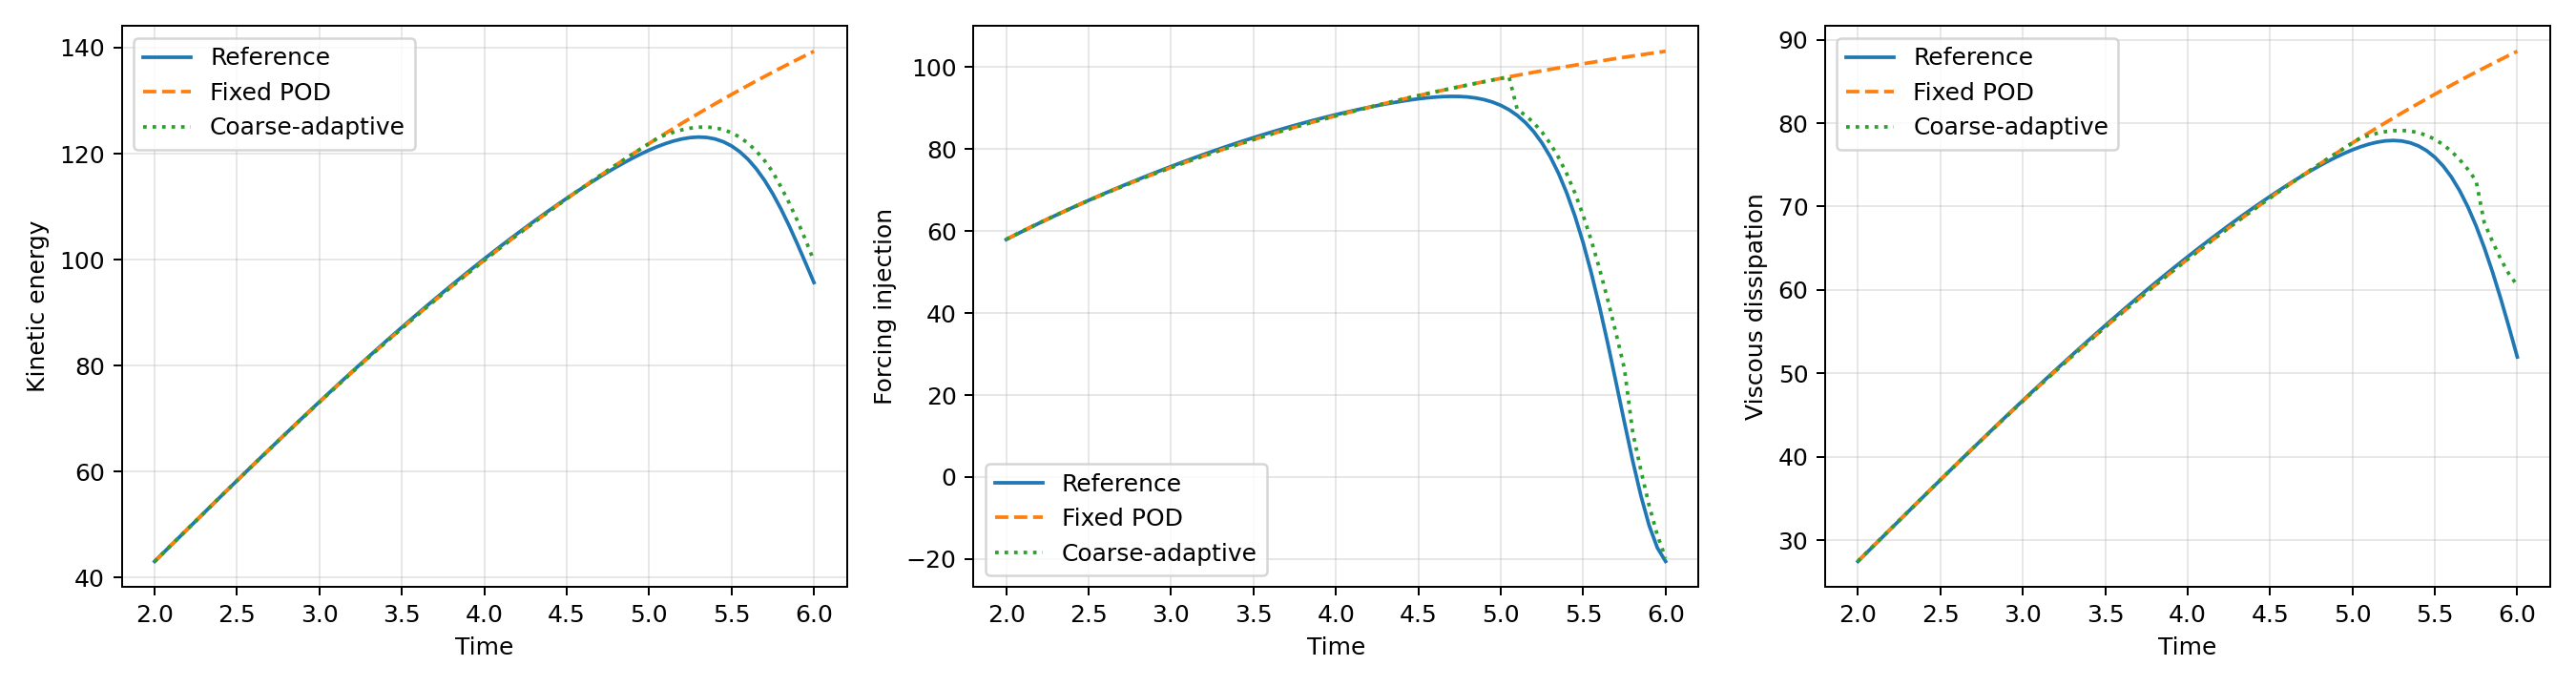 Kinetic energy
140
120
100
80
60
40
Reference
Fixed POD
Coarse-adaptive
2.0 2.5 3.0 3.5 4.0 4.5 5.0 5.5 6.0
Time
Forcing injection
100
80
60
40
20
0
−20
Reference
Fixed POD
Coarse-adaptive
2.0 2.5 3.0 3.5 4.0 4.5 5.0 5.5 6.0
Time
Viscous dissipation
90
80
70
60
50
40
30
Reference
Fixed POD
Coarse-adaptive
2.0 2.5 3.0 3.5 4.0 4.5 5.0 5.5 6.0
Time